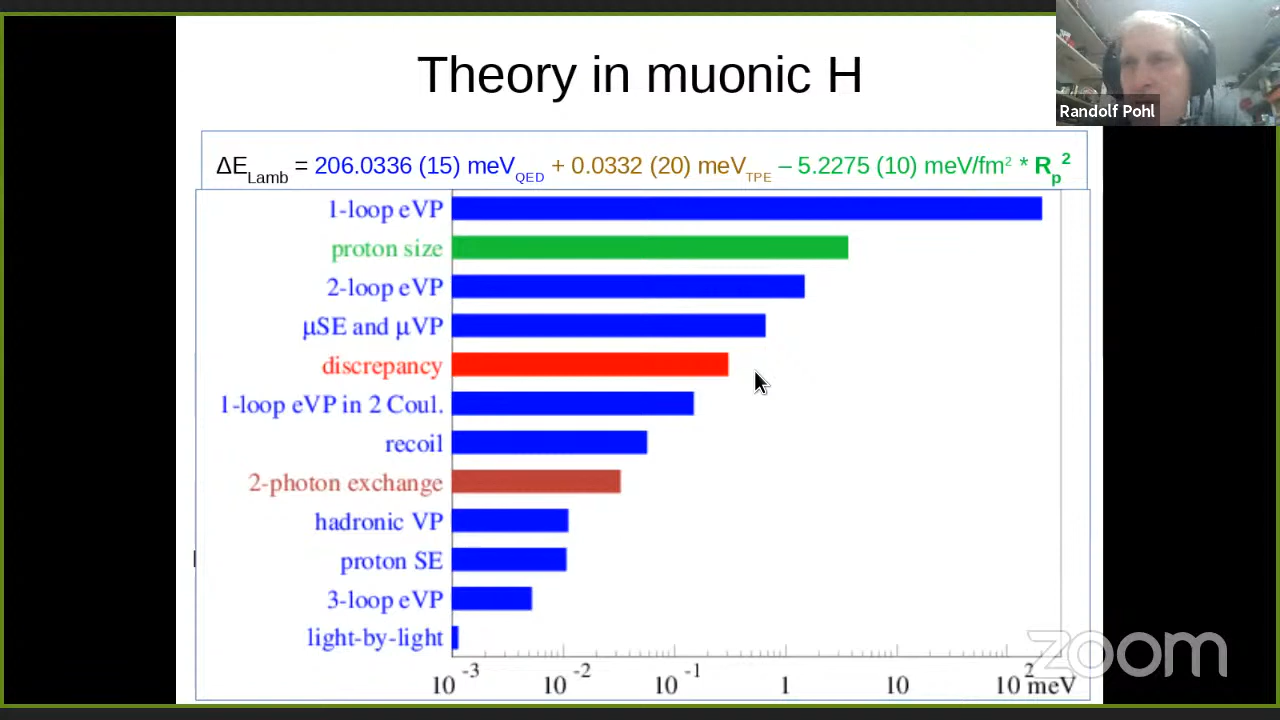 Theory in muonic H
Randolf Pohl
ΔE_Lamb = 206.0336 (15) meV_QED + 0.0332 (20) meV_TPE – 5.2275 (10) meV/fm² * R_p²
1-loop eVP
proton size
2-loop eVP
μSE and μVP
discrepancy
1-loop eVP in 2 Coul.
recoil
2-photon exchange
hadronic VP
proton SE
3-loop eVP
light-by-light
10⁻³ 10⁻² 10⁻¹ 1 10 10² meV
zoom